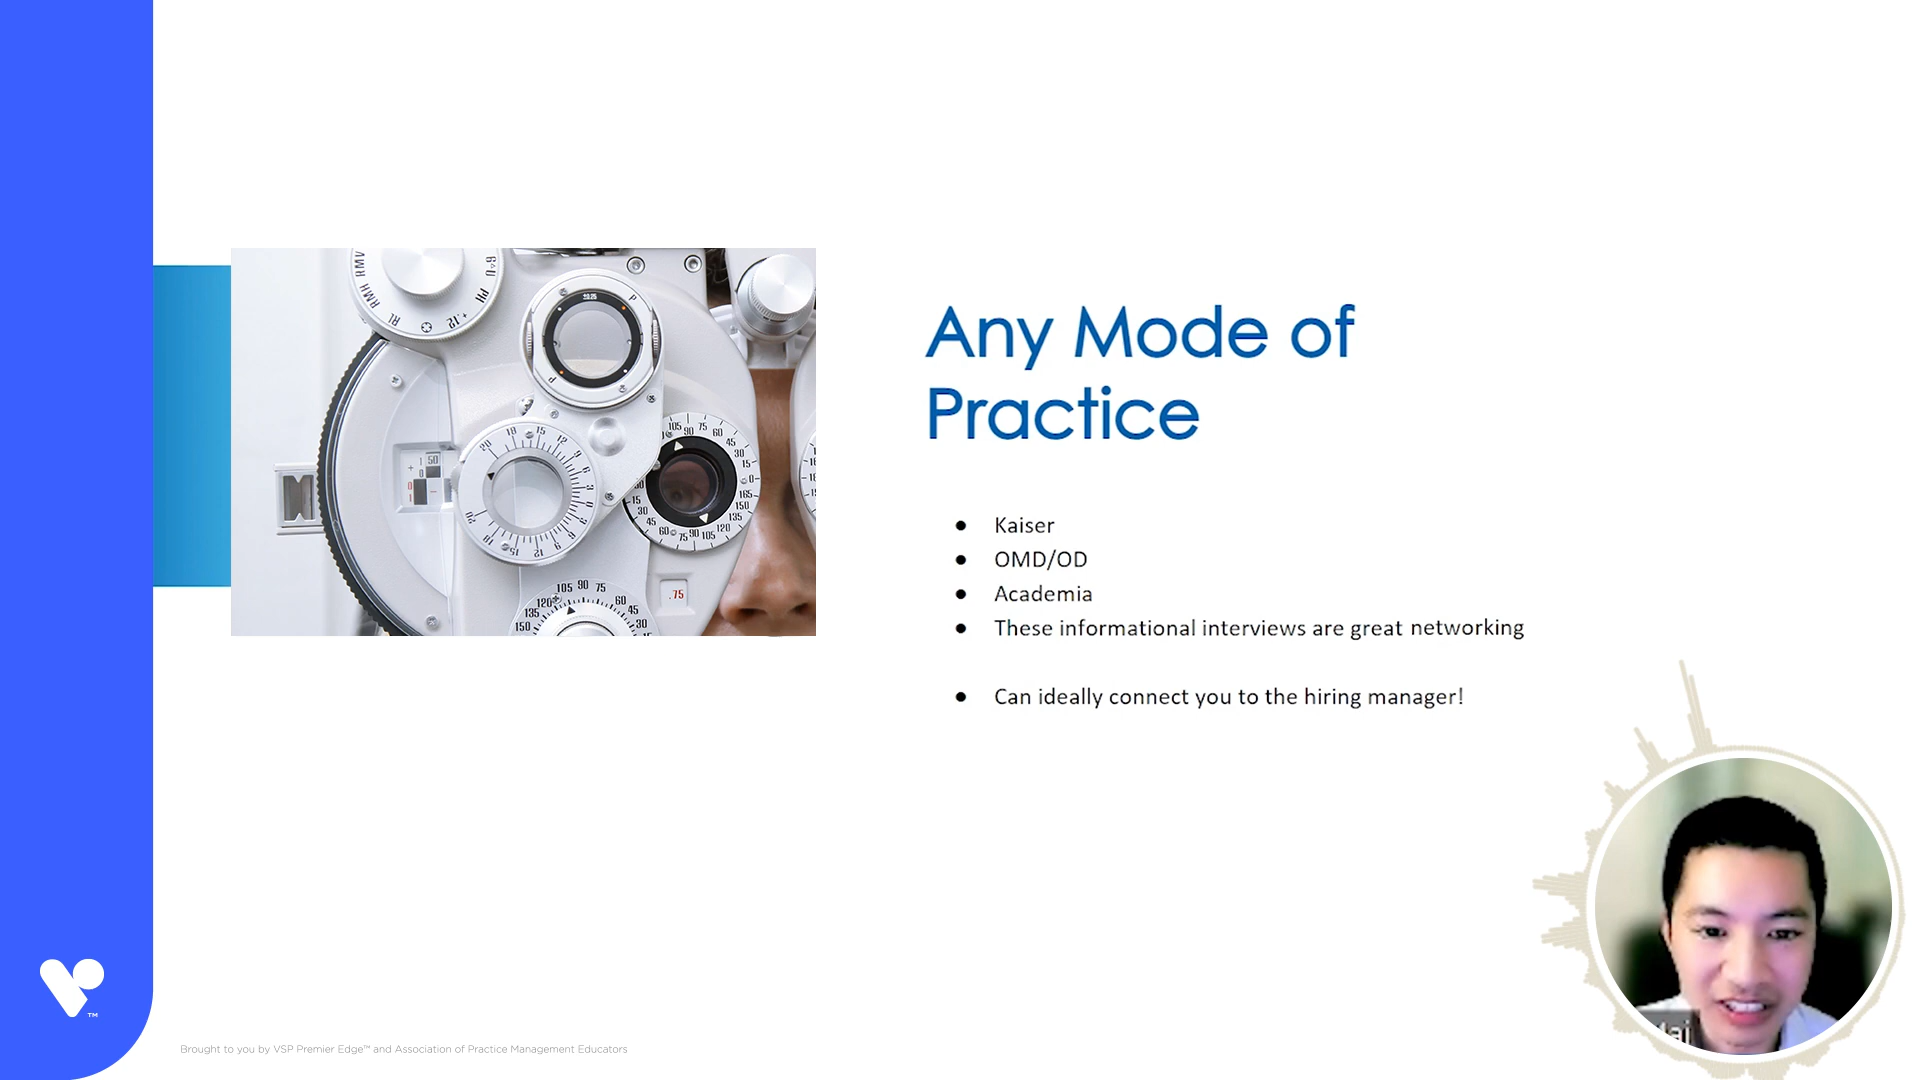 Any Mode of
Practice
● Kaiser
● OMD/OD
● Academia
● These informational interviews are great networking
● Can ideally connect you to the hiring manager!
TM
Brought to you by VSP Premier Edge™ and Association of Practice Management Educators